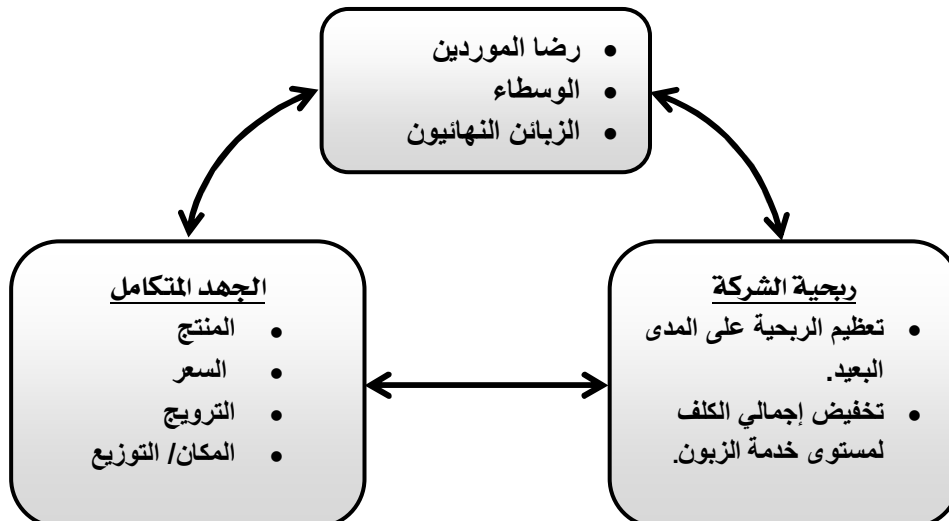 • رضا الموردين
• الوسطاء
• الزبائن النهائيون
ربحية الشركة
• تعظيم الربحية على المدى
البعيد.
• تخفيض إجمالي الكلف
لمستوى خدمة الزبون.
الجهد المتكامل
• المنتج
• السعر
• الترويج
• المكان/ التوزيع